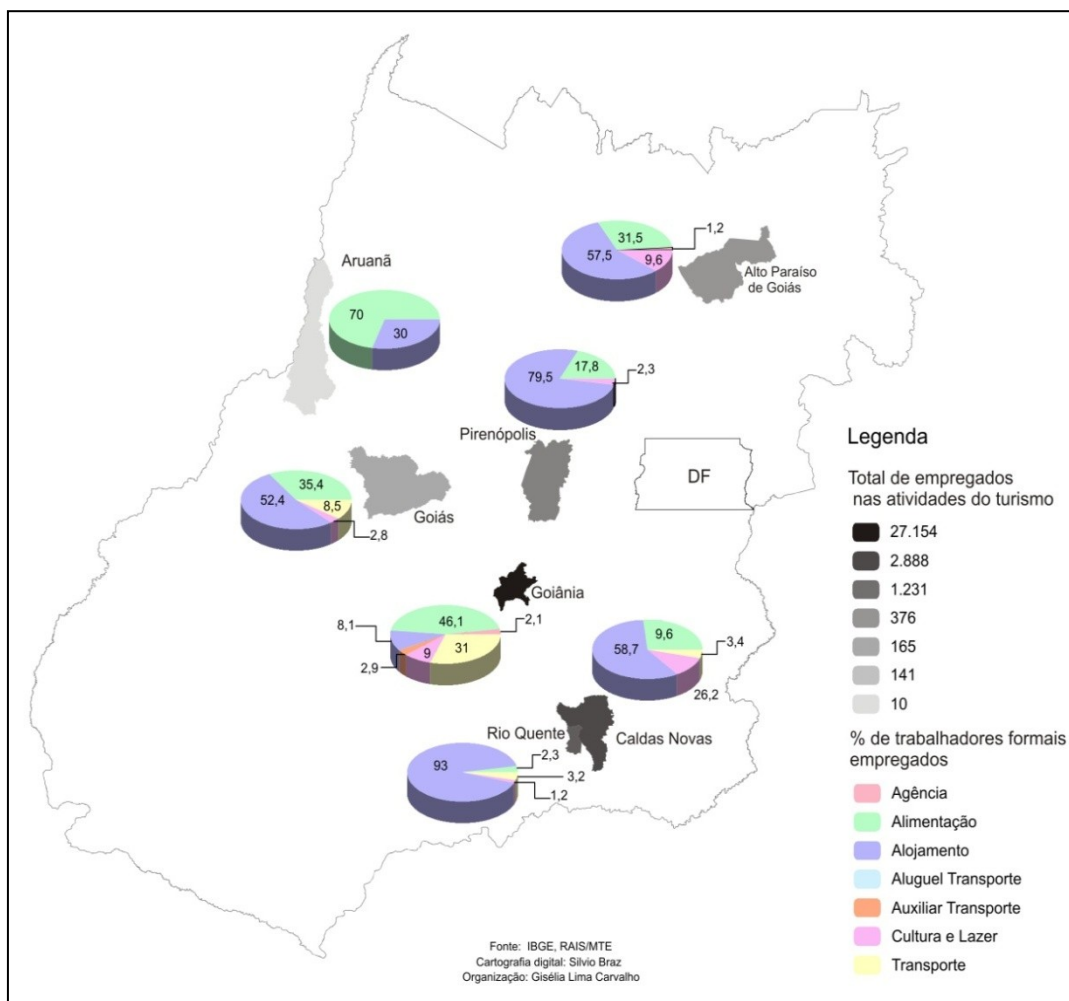 31,5
1,2
57,5
9,6
Alto Paraíso
de Goiás
Aruanã
70
30
79,5
17,8
2,3
Pirenópolis
DF
35,4
52,4
8,5
2,8
Goiás
Goiânia
46,1
2,1
8,1
31
9
2,9
9,6
3,4
58,7
26,2
Rio Quente
Caldas Novas
93
2,3
3,2
1,2
Legenda
Total de empregados
nas atividades do turismo
27.154
2.888
1.231
376
165
141
10
% de trabalhadores formais
empregados
Agência
Alimentação
Alojamento
Aluguel Transporte
Auxiliar Transporte
Cultura e Lazer
Transporte
Fonte: IBGE, RAIS/MTE
Cartografia digital: Silvio Braz
Organização: Gisélia Lima Carvalho